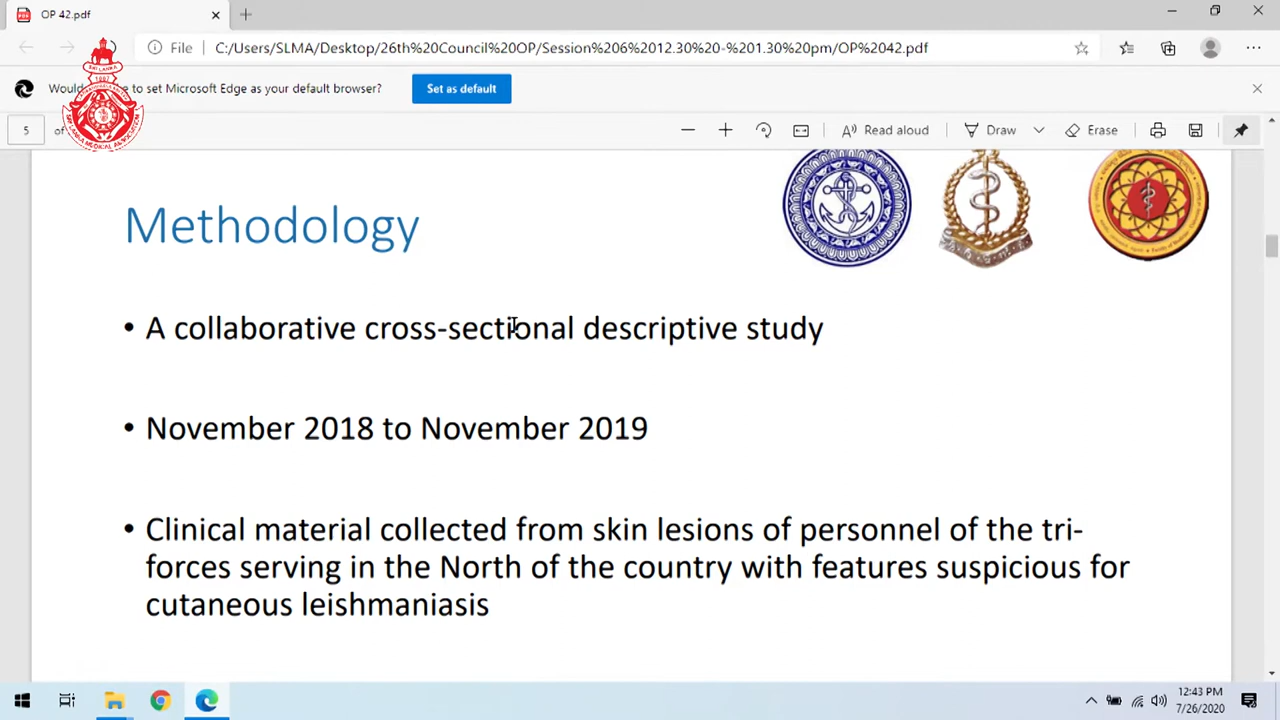 OP 42.pdf
File
C:/Users/SLMA/Desktop/26th%20Council%20OP/Session%206%2012.30%20-%201.30%20pm/OP%2042.pdf
to set Microsoft Edge as your default browser?
Set as default
5
of
Read aloud
Draw
Erase
SRI LANKA
1887
Methodology
• A collaborative cross-sectional descriptive study
• November 2018 to November 2019
• Clinical material collected from skin lesions of personnel of the tri-
forces serving in the North of the country with features suspicious for
cutaneous leishmaniasis
12:43 PM
7/26/2020